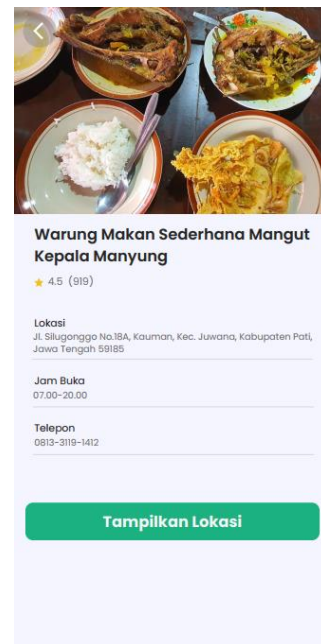 Warung Makan Sederhana Mangut
Kepala Manyung
4.5 (919)
Lokasi
Jl. Silugonggo No.18A, Kauman, Kec. Juwana, Kabupaten Pati,
Jawa Tengah 59185
Jam Buka
07.00-20.00
Telepon
0813-3119-1412
Tampilkan Lokasi